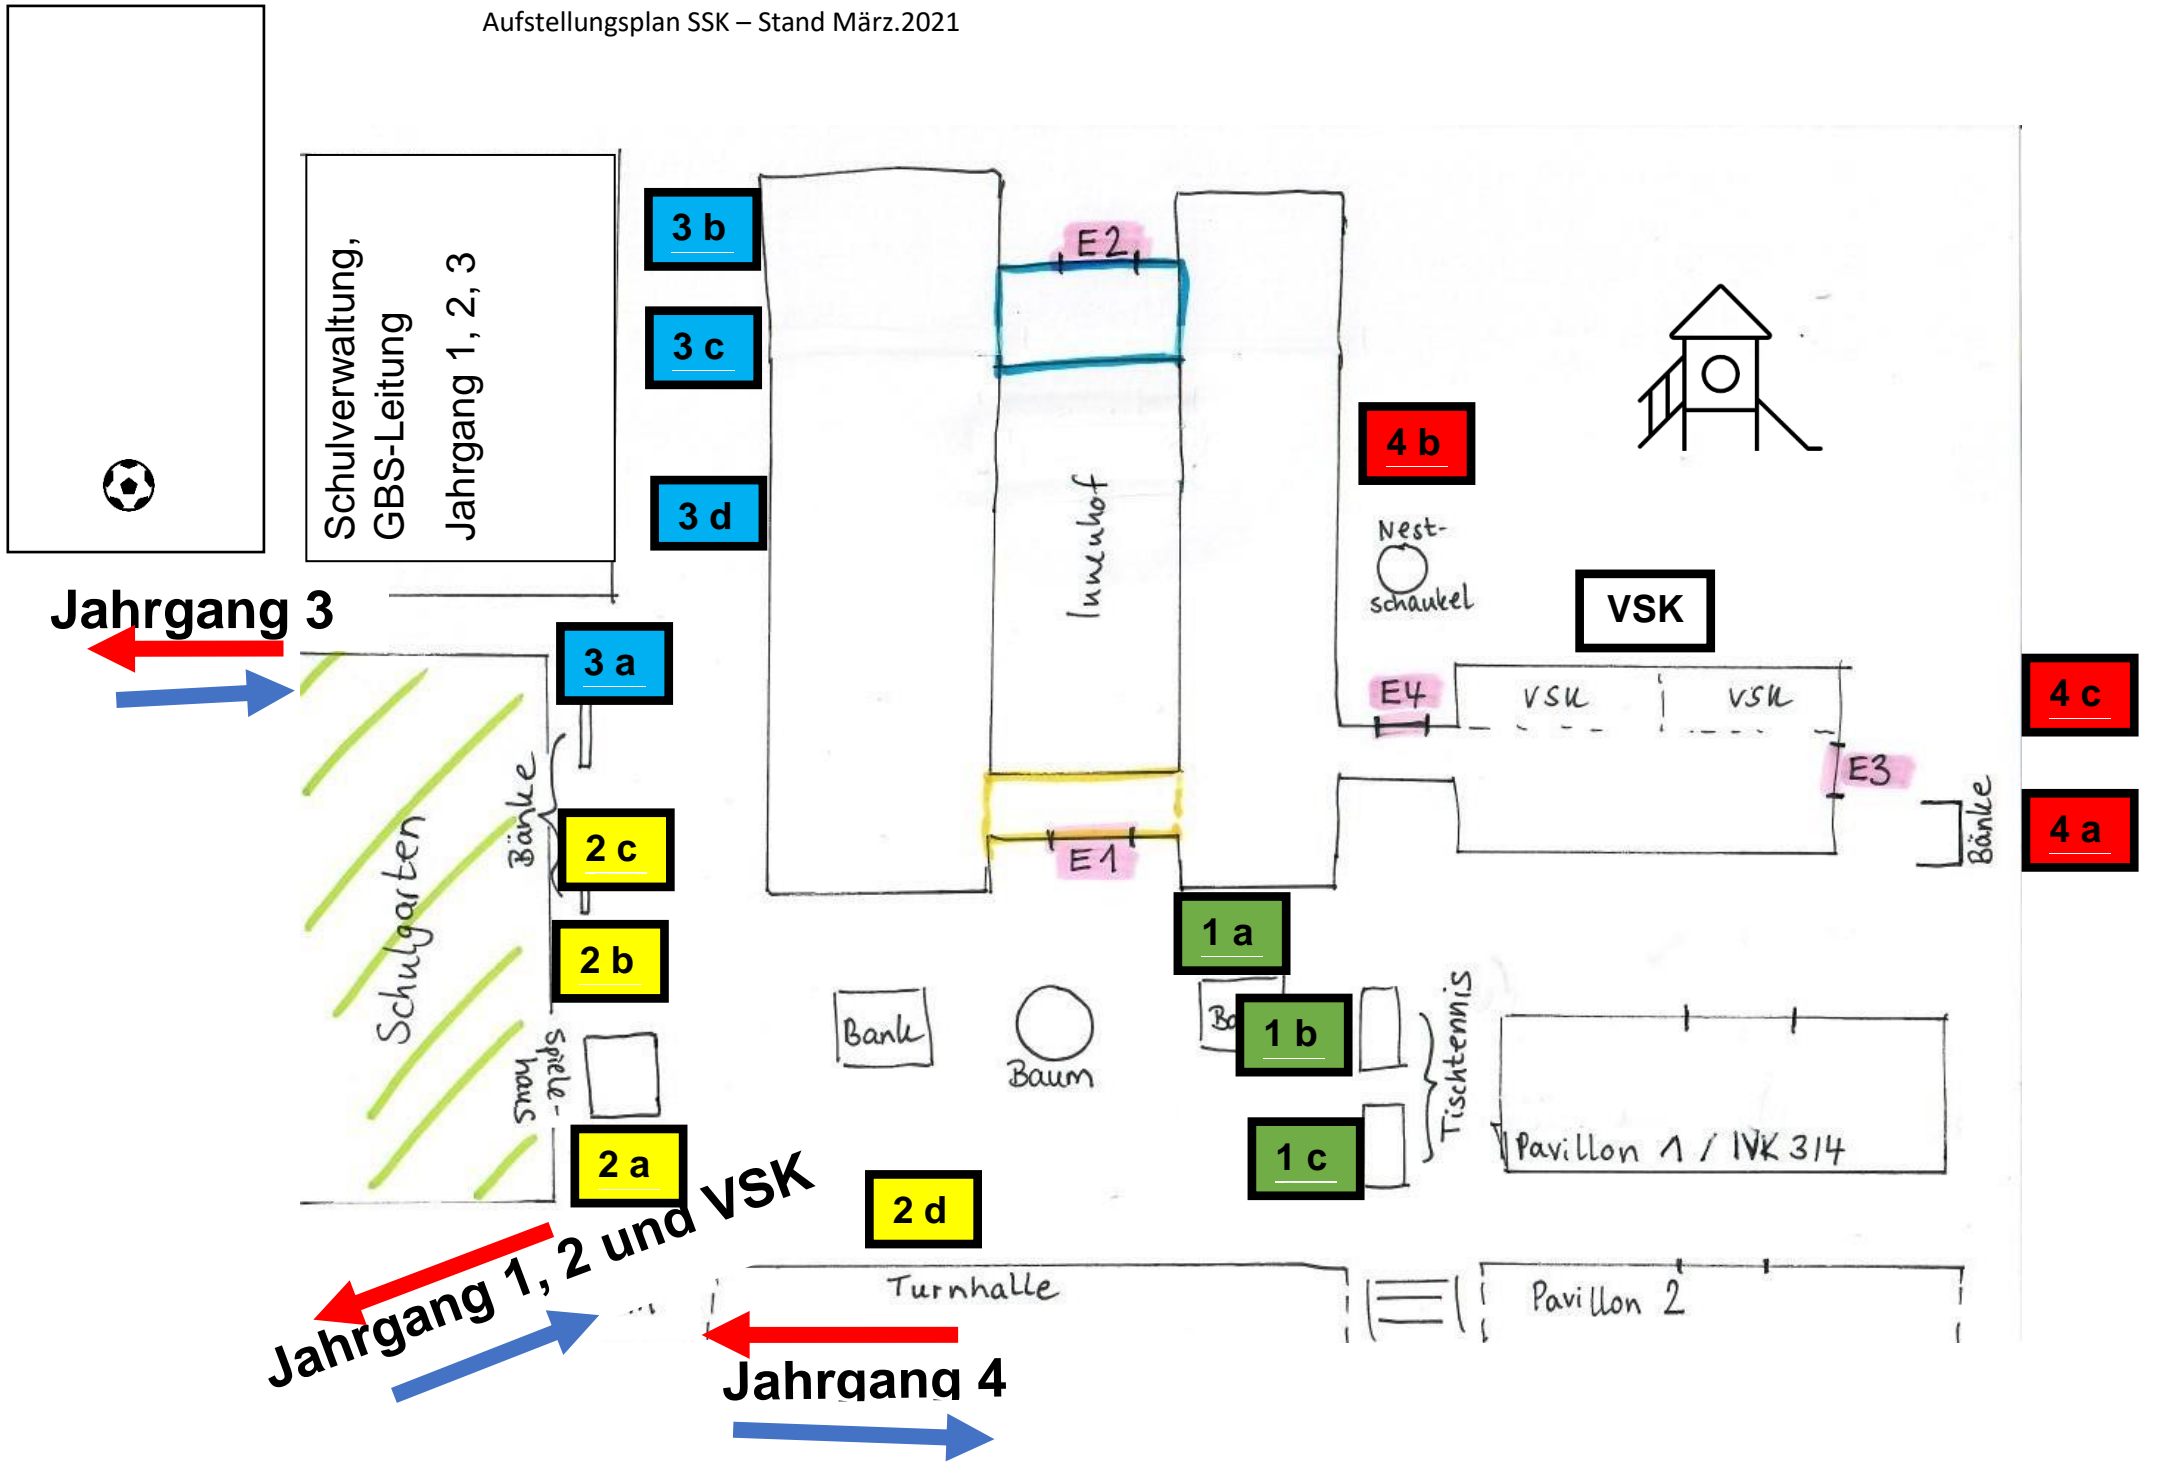 Aufstellungsplan SSK – Stand März.2021
Schulverwaltung,
GBS-Leitung
Jahrgang 1, 2, 3
3 b
3 c
3 d
E2
Innenhof
4 b
Nest-
schaukel
VSK
Jahrgang 3
3 a
E4
VSK
VSK
4 c
E3
Bänke
4 a
Bänke
2 c
Schulgarten
2 b
E1
1 a
Spiele-
haus
Bank
Baum
1 b
Tischtennis
1 c
Pavillon 1 / IVK 3/4
2 a
2 d
Jahrgang 1, 2 und VSK
Turnhalle
Pavillon 2
Jahrgang 4